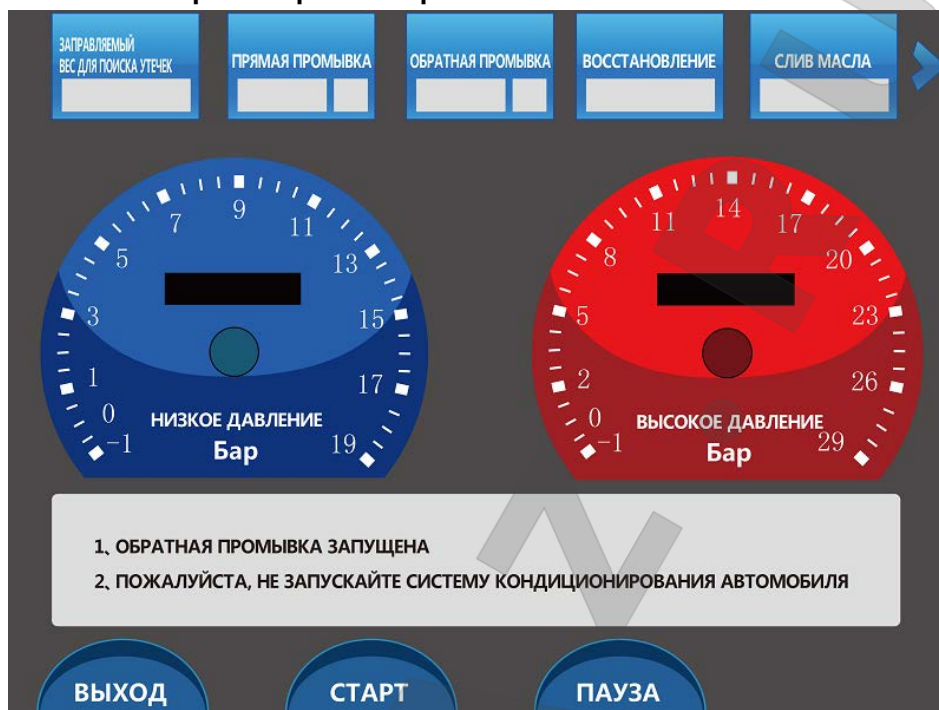 ЗАПРАВЛЯЕМЫЙ
ВЕС ДЛЯ ПОИСКА УТЕЧЕК
ПРЯМАЯ ПРОМЫВКА
ОБРАТНАЯ ПРОМЫВКА
ВОССТАНОВЛЕНИЕ
СЛИВ МАСЛА
-1
0
1
3
5
7
9
11
13
15
17
19
НИЗКОЕ ДАВЛЕНИЕ
Бар
-1
0
2
5
8
11
14
17
20
23
26
29
ВЫСОКОЕ ДАВЛЕНИЕ
Бар
1、ОБРАТНАЯ ПРОМЫВКА ЗАПУЩЕНА
2、ПОЖАЛУЙСТА, НЕ ЗАПУСКАЙТЕ СИСТЕМУ КОНДИЦИОНИРОВАНИЯ АВТОМОБИЛЯ
ВЫХОД
СТАРТ
ПАУЗА